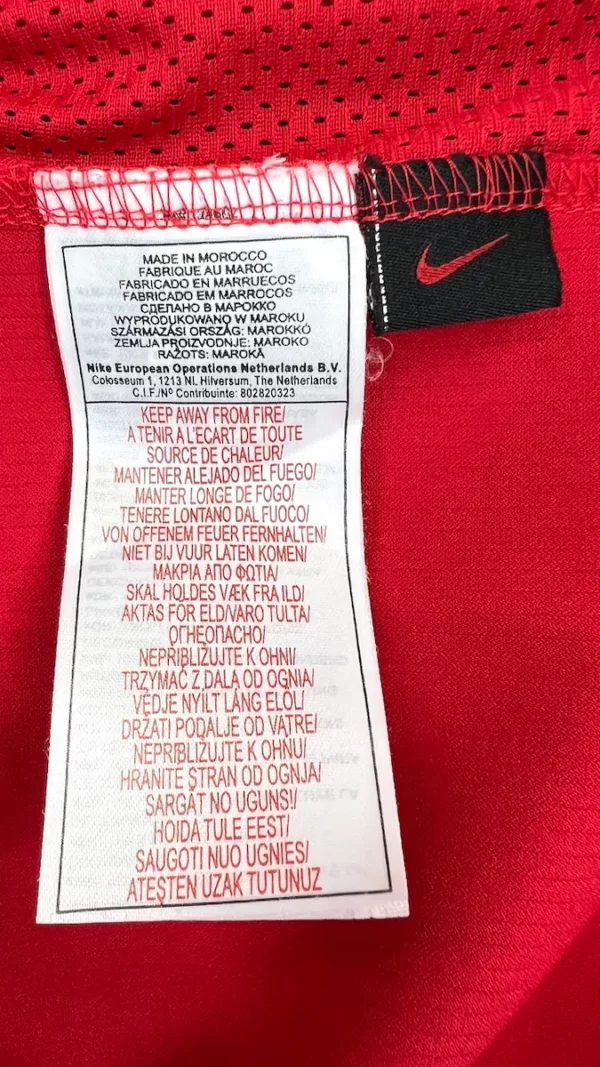 MADE IN MOROCCO
FABRIQUE AU MAROC
FABRICADO EN MARRUECOS
FABRICADO EM MARROCOS
СДЕЛАНО В МАРОККО
WYPRODUKOWANO W MAROKU
SZÁRMAZÁSI ORSZÁG: MAROKKÓ
ZEMLJA PROIZVODNJE: MAROKO
RAŽOTS: MAROKĀ
Nike European Operations Netherlands B.V.
Colosseum 1, 1213 NL Hilversum, The Netherlands
C.I.F./Nº Contribuinte: 802820323
KEEP AWAY FROM FIRE/
A TENIR A L'ECART DE TOUTE
SOURCE DE CHALEUR/
MANTENER ALEJADO DEL FUEGO/
MANTER LONGE DE FOGO/
TENERE LONTANO DAL FUOCO/
VON OFFENEM FEUER FERNHALTEN/
NIET BIJ VUUR LATEN KOMEN/
ΜΑΚΡΙΑ ΑΠΟ ΦΩΤΙΑ/
SKAL HOLDES VÆK FRA ILD/
AKTAS FÖR ELD/VARO TULTA/
ОГНЕОПАСНО/
NEPŘIBLIŽUJTE K OHNI/
TRZYMAĆ Z DALA OD OGNIA/
VÉDJE NYÍLT LÁNG ELŐL/
DRŽATI PODALJE OD VATRE/
NEPRIBLIŽUJTE K OHŇU/
HRANITE STRAN OD OGNJA/
SARGĀT NO UGUNS!/
HOIDA TULE EEST/
SAUGOTI NUO UGNIES/
ATEŞTEN UZAK TUTUNUZ